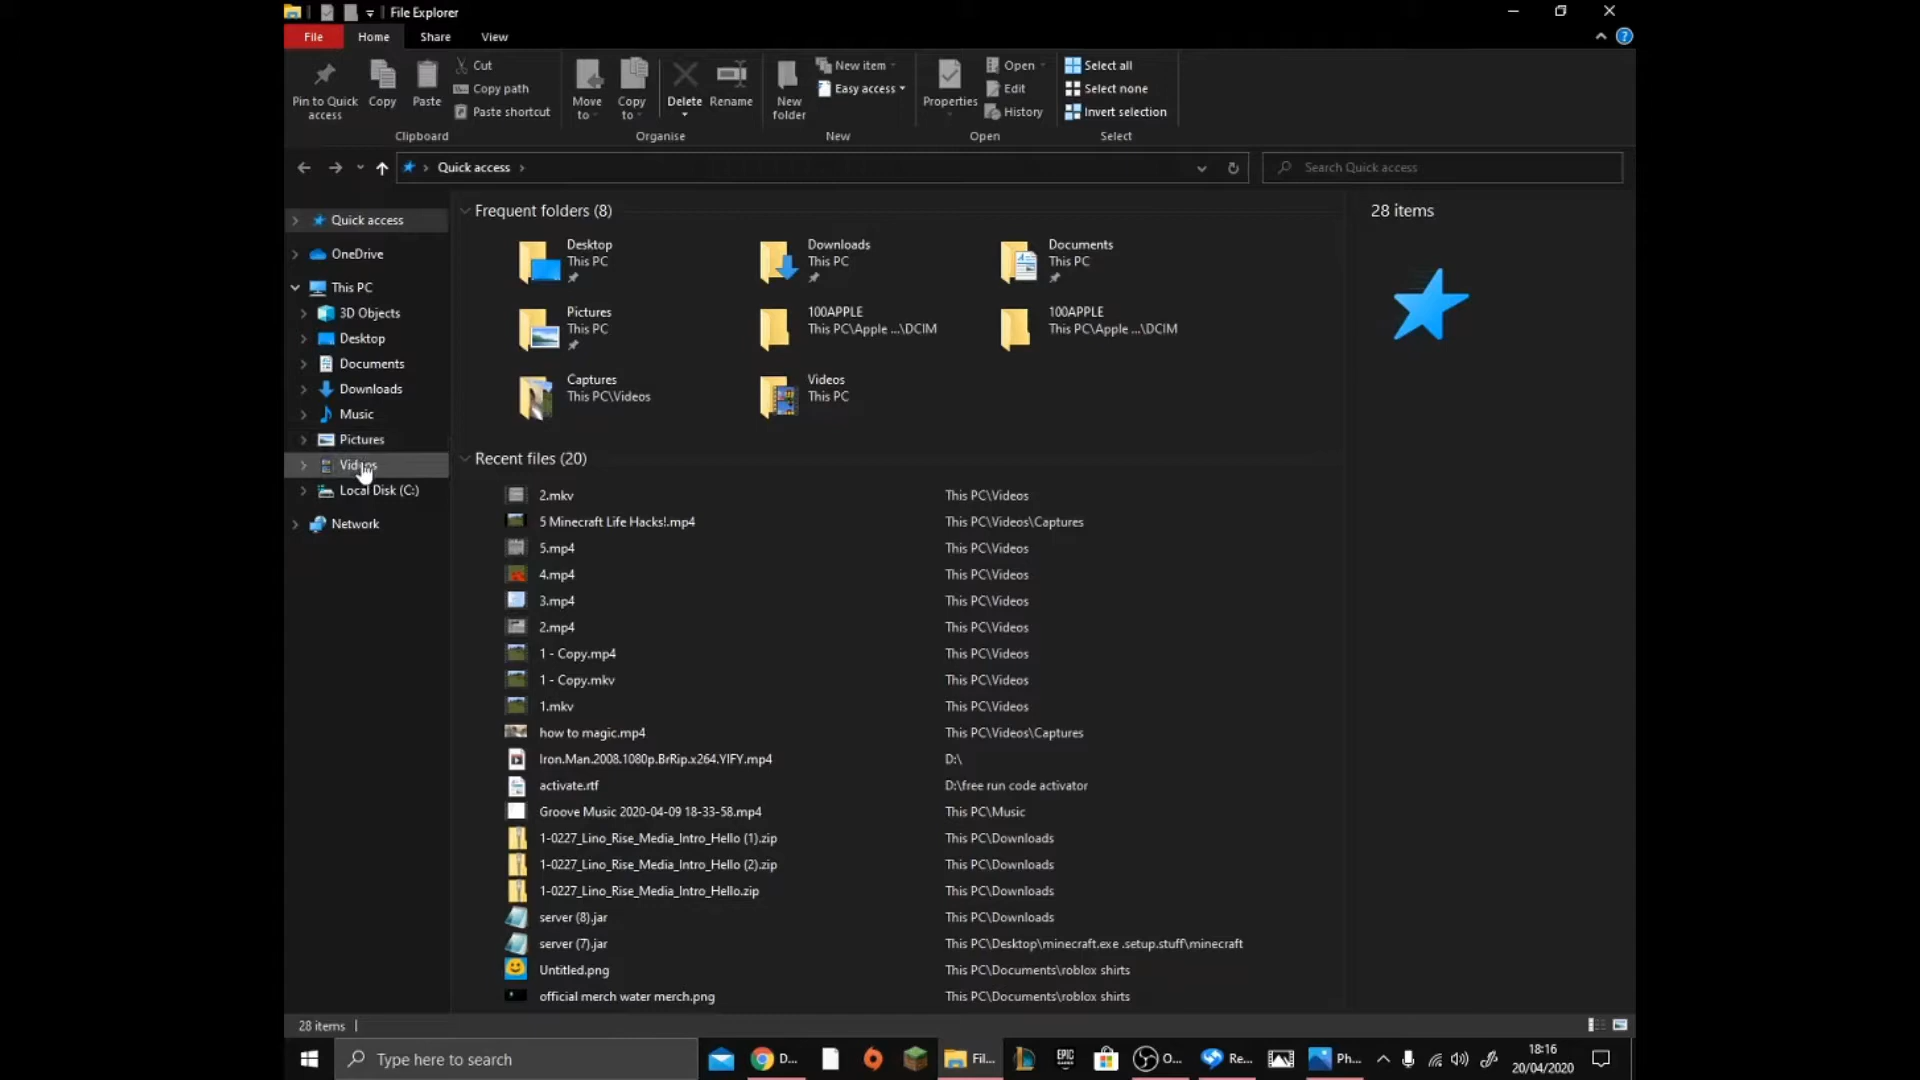 File Explorer
File Home Share View
Pin to Quick access
Copy
Paste
Cut
Copy path
Paste shortcut
Clipboard
Move to
Copy to
Delete
Rename
Organise
New folder
New item
Easy access
New
Properties
Open
Edit
History
Open
Select all
Select none
Invert selection
Select
Quick access
Search Quick access
Quick access
OneDrive
This PC
3D Objects
Desktop
Documents
Downloads
Music
Pictures
Videos
Local Disk (C:)
Network
Frequent folders (8)
Desktop
This PC
Downloads
This PC
Documents
This PC
Pictures
This PC
100APPLE
This PC\Apple ...\DCIM
100APPLE
This PC\Apple ...\DCIM
Captures
This PC\Videos
Videos
This PC
Recent files (20)
2.mkv This PC\Videos
5 Minecraft Life Hacks!.mp4 This PC\Videos\Captures
5.mp4 This PC\Videos
4.mp4 This PC\Videos
3.mp4 This PC\Videos
2.mp4 This PC\Videos
1 - Copy.mp4 This PC\Videos
1 - Copy.mkv This PC\Videos
1.mkv This PC\Videos
how to magic.mp4 This PC\Videos\Captures
Iron.Man.2008.1080p.BrRip.x264.YIFY.mp4 D:\
activate.rtf D:\free run code activator
Groove Music 2020-04-09 18-33-58.mp4 This PC\Music
1-0227_Lino_Rise_Media_Intro_Hello (1).zip This PC\Downloads
1-0227_Lino_Rise_Media_Intro_Hello (2).zip This PC\Downloads
1-0227_Lino_Rise_Media_Intro_Hello.zip This PC\Downloads
server (8).jar This PC\Downloads
server (7).jar This PC\Desktop\minecraft.exe .setup.stuff\minecraft
Untitled.png This PC\Documents\roblox shirts
official merch water merch.png This PC\Documents\roblox shirts
28 items
28 items
Type here to search
D...
Fil...
EPIC GAMES
O...
Re...
Ph...
18:16
20/04/2020